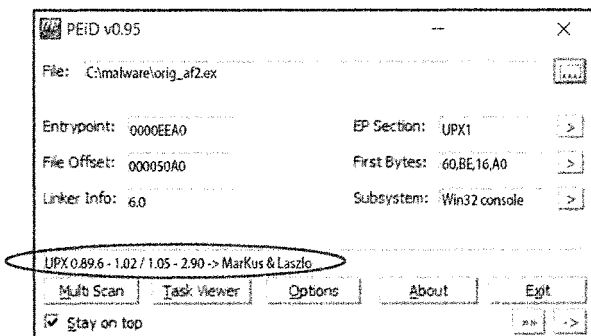 PEiD v0.95
File: C:\malware\orig_af2.ex ...
Entrypoint: 0000EEA0 EP Section: UPX1 >
File Offset: 000050A0 First Bytes: 60,BE,16,A0 >
Linker Info: 6.0 Subsystem: Win32 console >
UPX 0.89.6 - 1.02 / 1.05 - 2.90 -> MarKus & Laszlo
Multi Scan Task Viewer Options About Exit
Stay on top »» ->